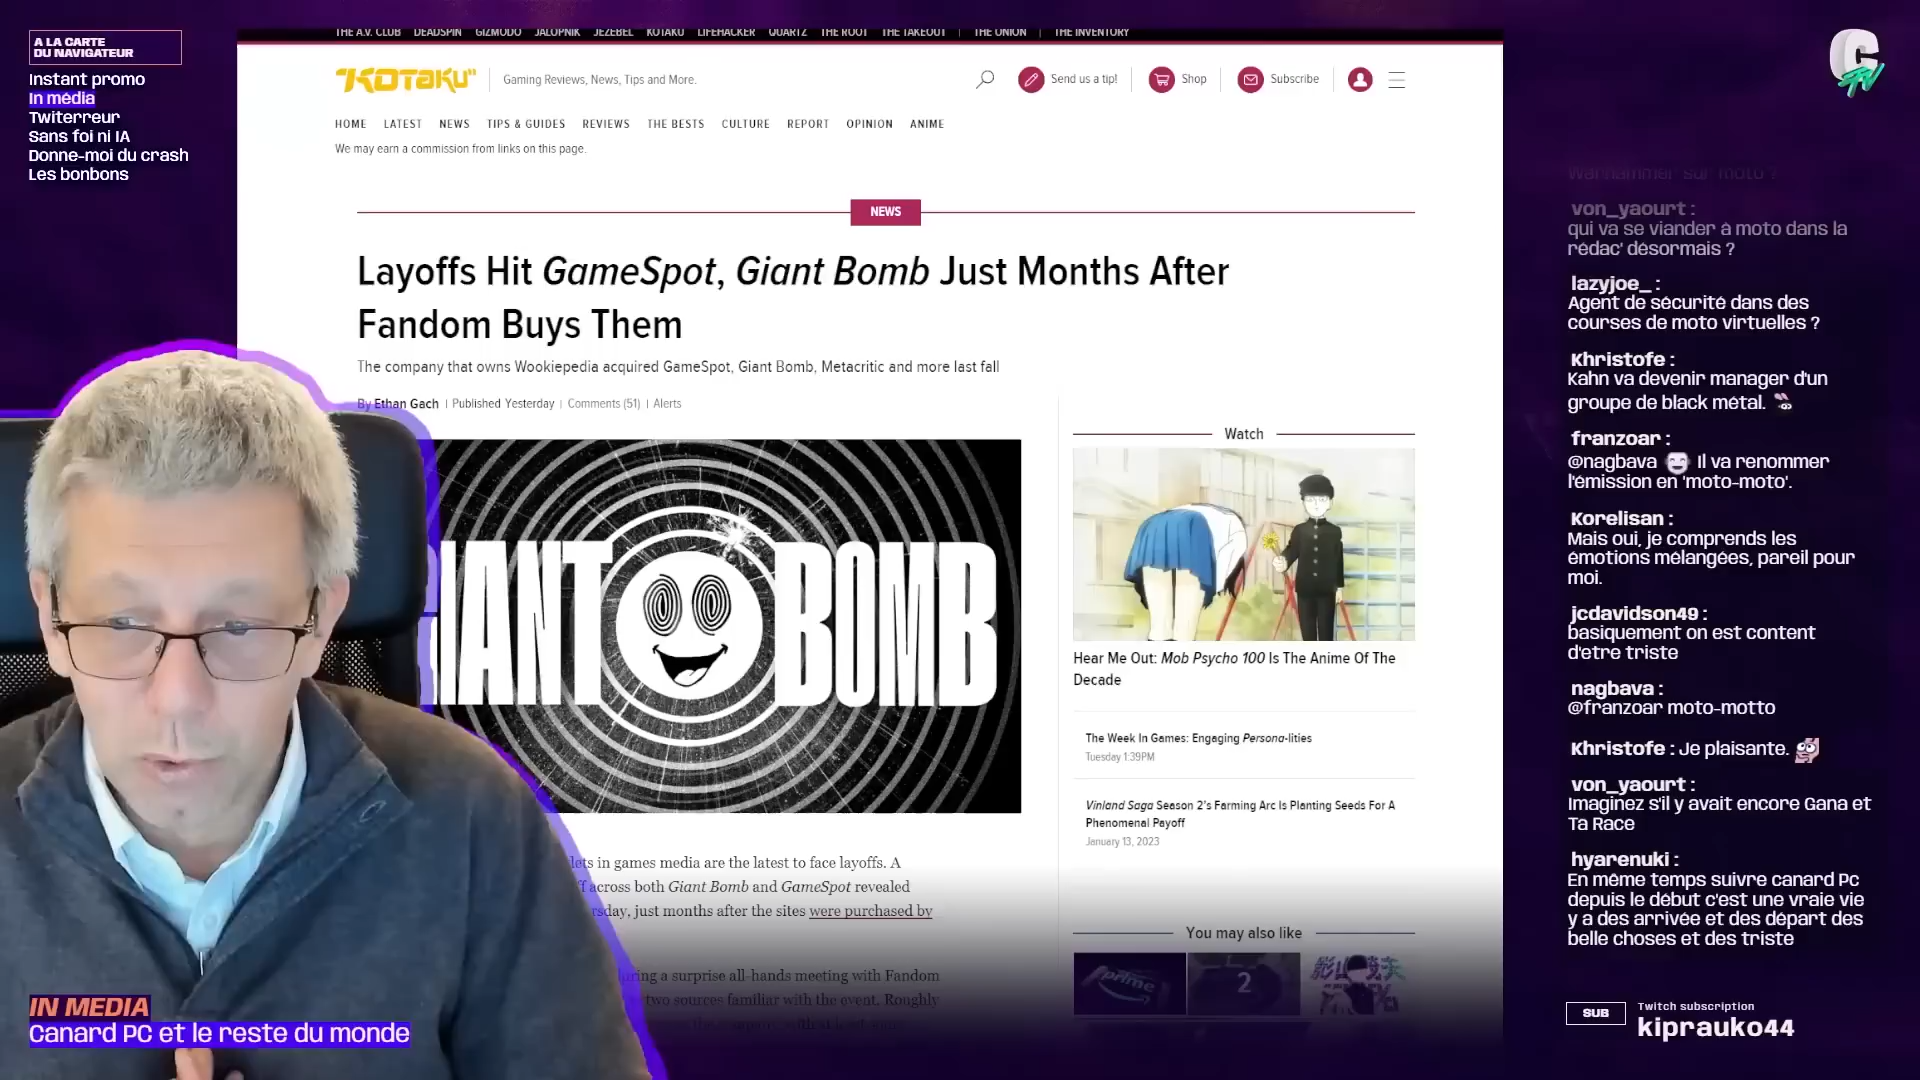 A LA CARTE
DU NAVIGATEUR
Instant promo
In média
Twiterreur
Sans foi ni IA
Donne-moi du crash
Les bonbons
THE A.V. CLUB DEADSPIN GIZMODO JALOPNIK JEZEBEL KOTAKU LIFEHACKER QUARTZ THE ROOT THE TAKEOUT | THE ONION | THE INVENTORY
"KOTAKU" Gaming Reviews, News, Tips and More.
Send us a tip! Shop Subscribe
HOME LATEST NEWS TIPS & GUIDES REVIEWS THE BESTS CULTURE REPORT OPINION ANIME
We may earn a commission from links on this page.
NEWS
Layoffs Hit GameSpot, Giant Bomb Just Months After
Fandom Buys Them
The company that owns Wookiepedia acquired GameSpot, Giant Bomb, Metacritic and more last fall
By Ethan Gach | Published Yesterday | Comments (51) | Alerts
IANT BOMB
lets in games media are the latest to face layoffs. A
across both Giant Bomb and GameSpot revealed
rsday, just months after the sites were purchased by
uring a surprise all-hands meeting with Fandom
two sources familiar with the event. Roughly
Watch
Hear Me Out: Mob Psycho 100 Is The Anime Of The
Decade
The Week In Games: Engaging Persona-lities
Tuesday 1:39PM
Vinland Saga Season 2's Farming Arc Is Planting Seeds For A
Phenomenal Payoff
January 13, 2023
You may also like
prime
2
C TV
Warhammer sur moto ?
von_yaourt :
qui va se viander à moto dans la
rédac' désormais ?
lazyjoe_ :
Agent de sécurité dans des
courses de moto virtuelles ?
Khristofe :
Kahn va devenir manager d'un
groupe de black métal.
franzoar :
@nagbava Il va renommer
l'émission en 'moto-moto'.
Korelisan :
Mais oui, je comprends les
émotions mélangées, pareil pour
moi.
jcdavidson49 :
basiquement on est content
d'etre triste
nagbava :
@franzoar moto-motto
Khristofe : Je plaisante.
von_yaourt :
Imaginez s'il y avait encore Gana et
Ta Race
hyarenuki :
En même temps suivre canard Pc
depuis le début c'est une vraie vie
y a des arrivée et des départ des
belle choses et des triste
SUB Twitch subscription
kiprauko44
IN MEDIA
Canard PC et le reste du monde